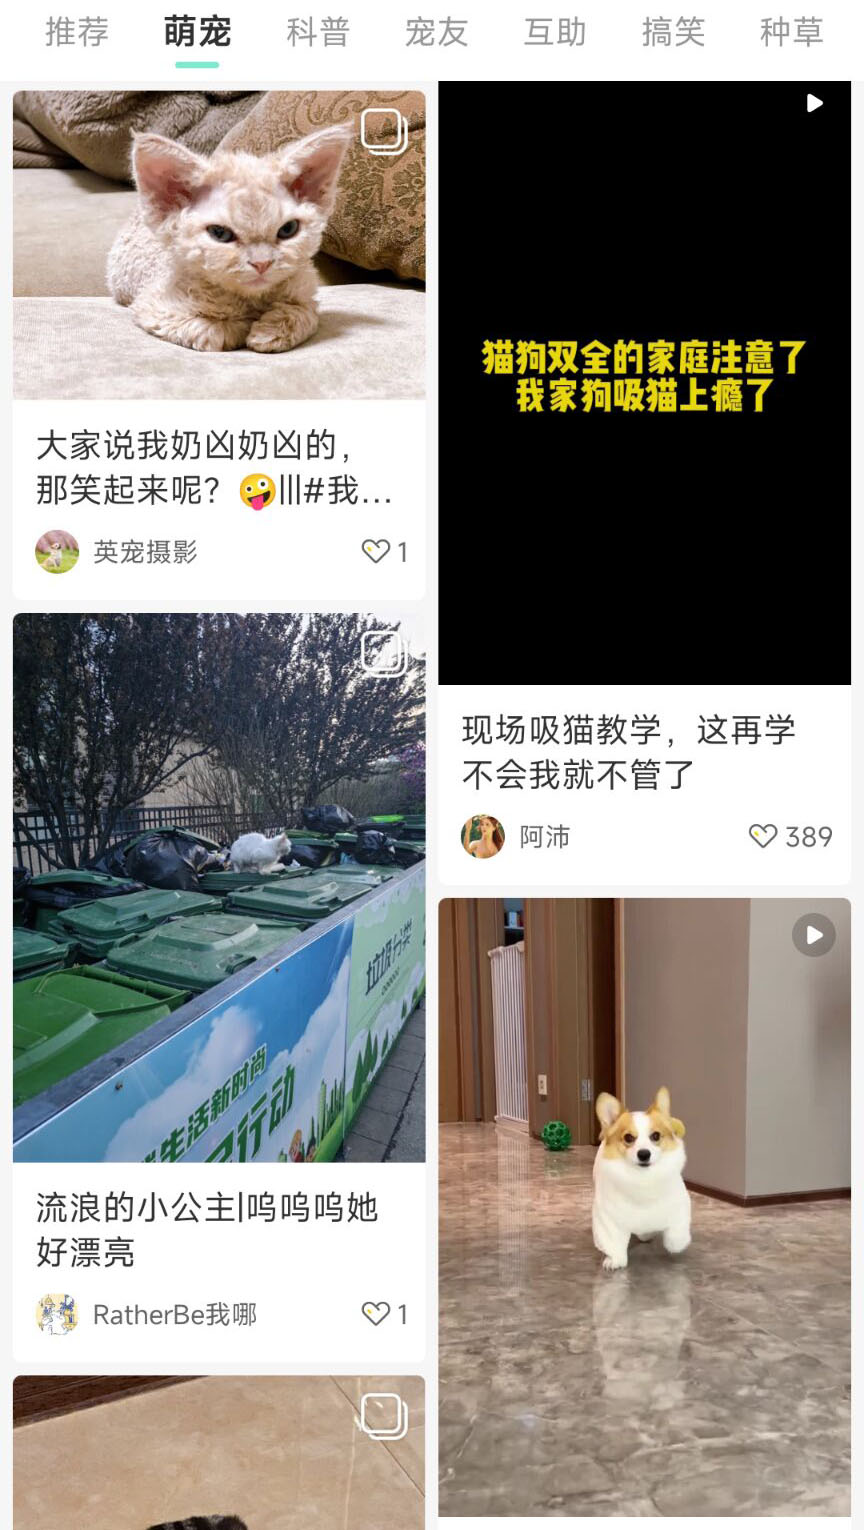 推荐 萌宠 科普 宠友 互助 搞笑 种草
大家说我奶凶奶凶的，
那笑起来呢？🤪|||#我...
英宠摄影 1
猫狗双全的家庭注意了
我家狗吸猫上瘾了
现场吸猫教学，这再学
不会我就不管了
阿沛 389
垃圾分类
生活新时尚
行动
流浪的小公主|呜呜呜她
好漂亮
RatherBe我哪 1